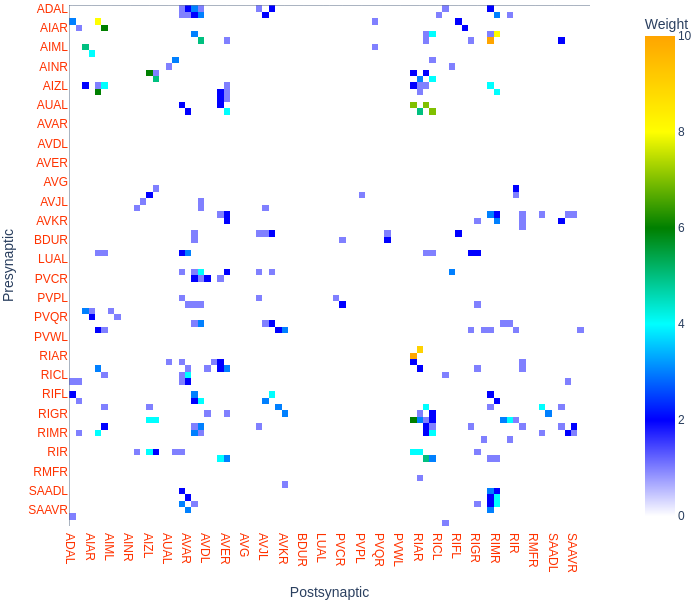 Weight
10
8
6
4
2
0
Presynaptic
ADAL
AIAR
AIML
AINR
AIZL
AUAL
AVAR
AVDL
AVER
AVG
AVJL
AVKR
BDUR
LUAL
PVCR
PVPL
PVQR
PVWL
RIAR
RICL
RIFL
RIGR
RIMR
RIR
RMFR
SAADL
SAAVR
ADAL
AIAR
AIML
AINR
AIZL
AUAL
AVAR
AVDL
AVER
AVG
AVJL
AVKR
BDUR
LUAL
PVCR
PVPL
PVQR
PVWL
RIAR
RICL
RIFL
RIGR
RIMR
RIR
RMFR
SAADL
SAAVR
Postsynaptic